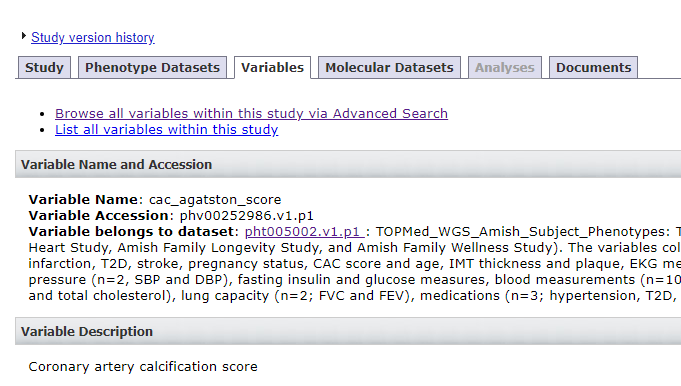 Study version history
Study Phenotype Datasets Variables Molecular Datasets Analyses Documents
Browse all variables within this study via Advanced Search
List all variables within this study
Variable Name and Accession
Variable Name: cac_agatston_score
Variable Accession: phv00252986.v1.p1
Variable belongs to dataset: pht005002.v1.p1 : TOPMed_WGS_Amish_Subject_Phenotypes: T
Heart Study, Amish Family Longevity Study, and Amish Family Wellness Study). The variables col
infarction, T2D, stroke, pregnancy status, CAC score and age, IMT thickness and plaque, EKG me
pressure (n=2, SBP and DBP), fasting insulin and glucose measures, blood measurements (n=10
and total cholesterol), lung capacity (n=2; FVC and FEV), medications (n=3; hypertension, T2D,
Variable Description
Coronary artery calcification score